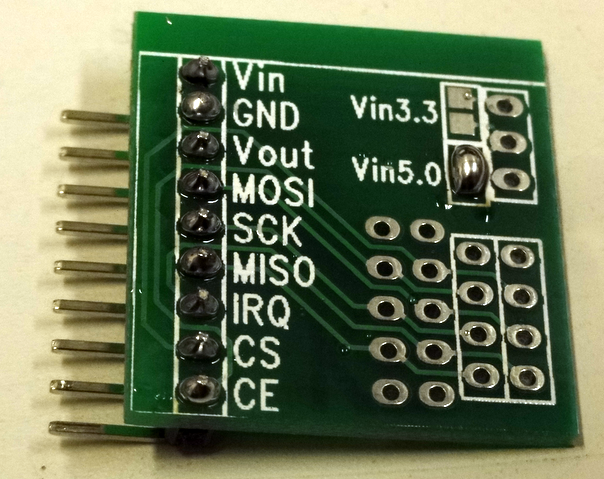 Vin
GND
Vout
MOSI
SCK
MISO
IRQ
CS
CE
Vin3.3
Vin5.0